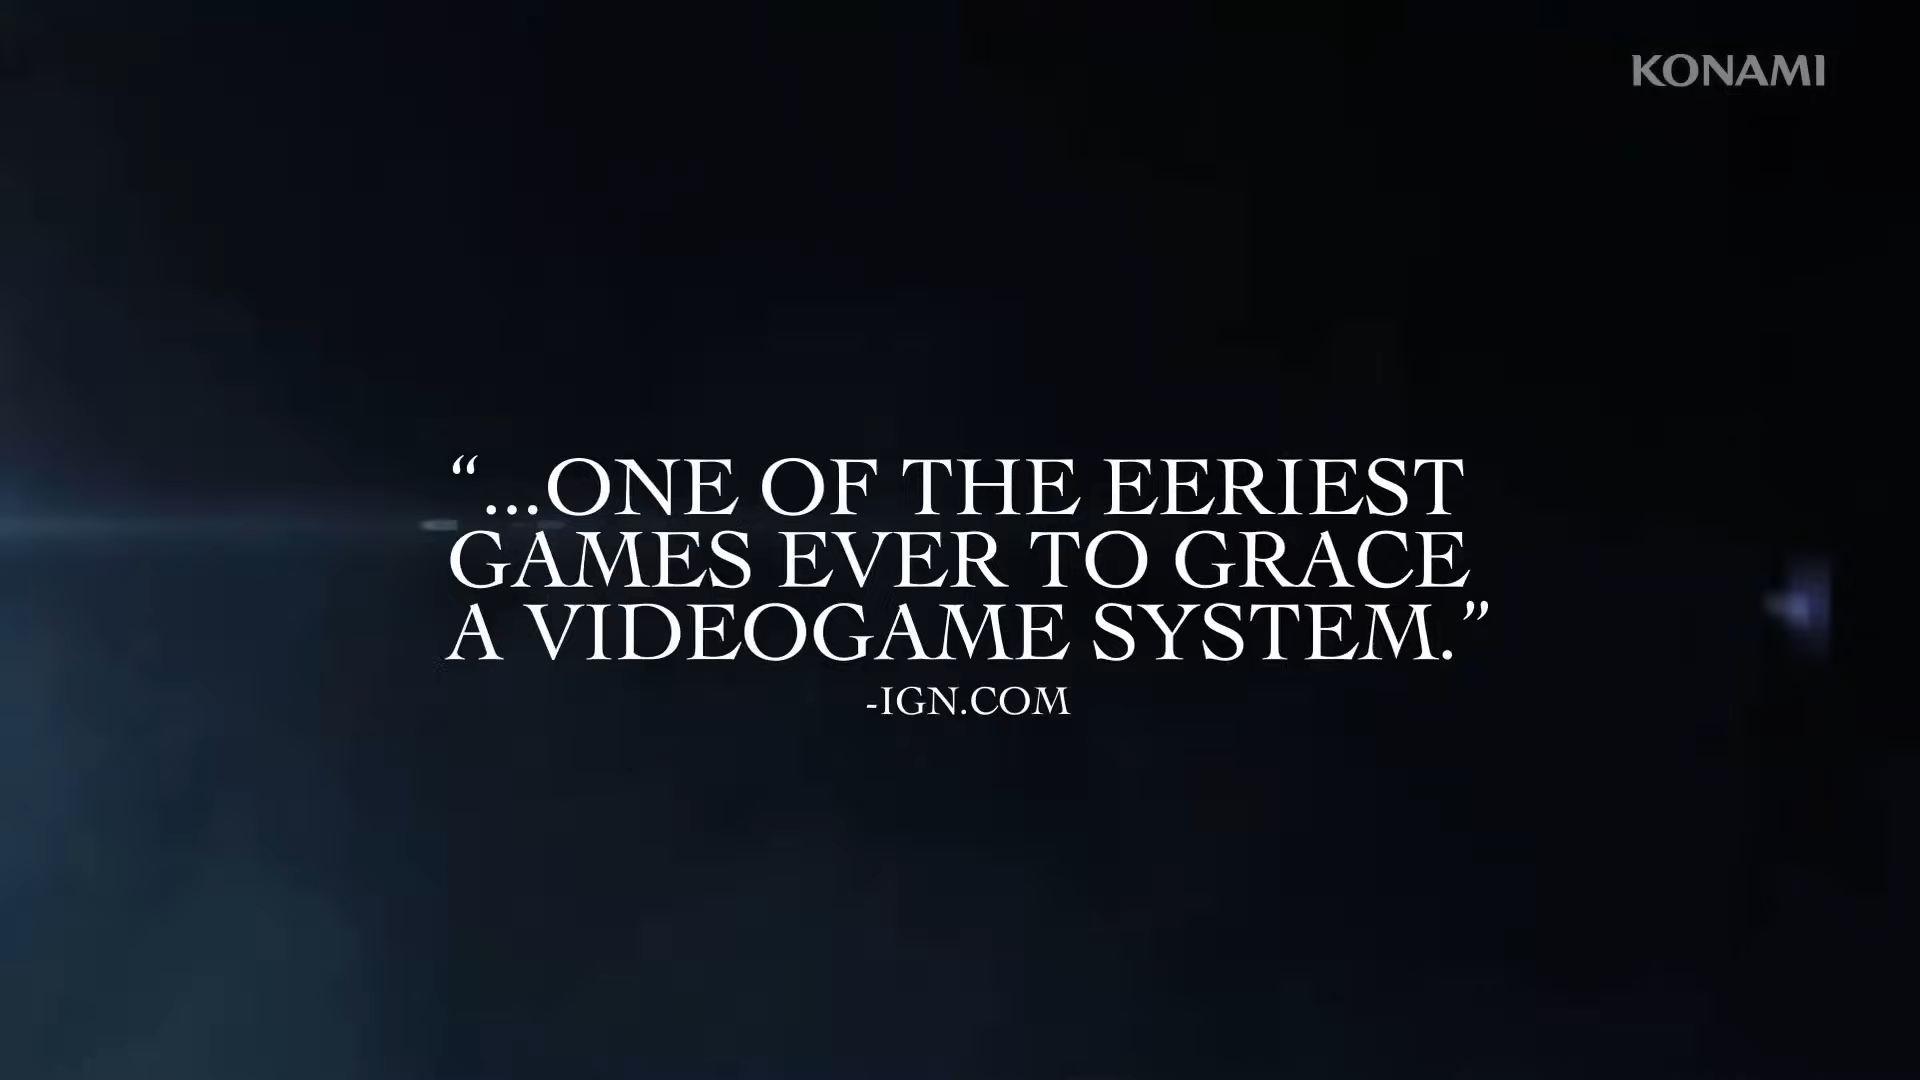 KONAMI
“...ONE OF THE EERIEST
GAMES EVER TO GRACE
A VIDEOGAME SYSTEM.”
-IGN.COM